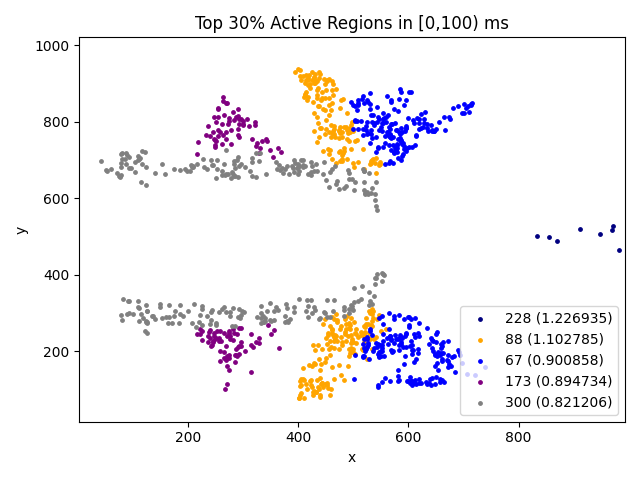 Top 30% Active Regions in [0,100) ms
1000
800
600
400
200
y
228 (1.226935)
88 (1.102785)
67 (0.900858)
173 (0.894734)
300 (0.821206)
200 400 600 800
x